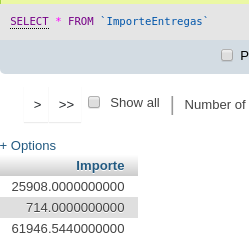 SELECT * FROM `ImporteEntregas`
P
> >> Show all | Number of
+ Options
Importe
25908.0000000000
714.0000000000
61946.5440000000